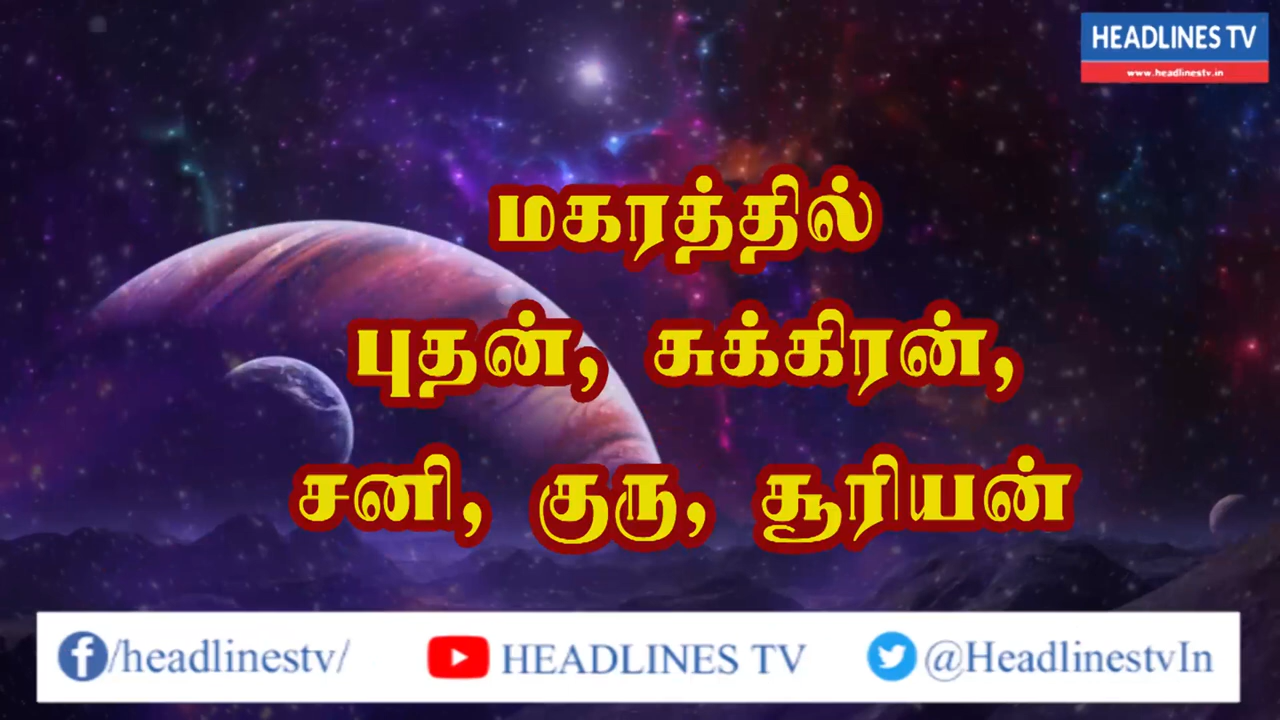 HEADLINES TV
www.headlinestv.in
மகரத்தில்
புதன், சுக்கிரன்,
சனி, குரு, சூரியன்
/headlinestv/ HEADLINES TV @HeadlinestvIn